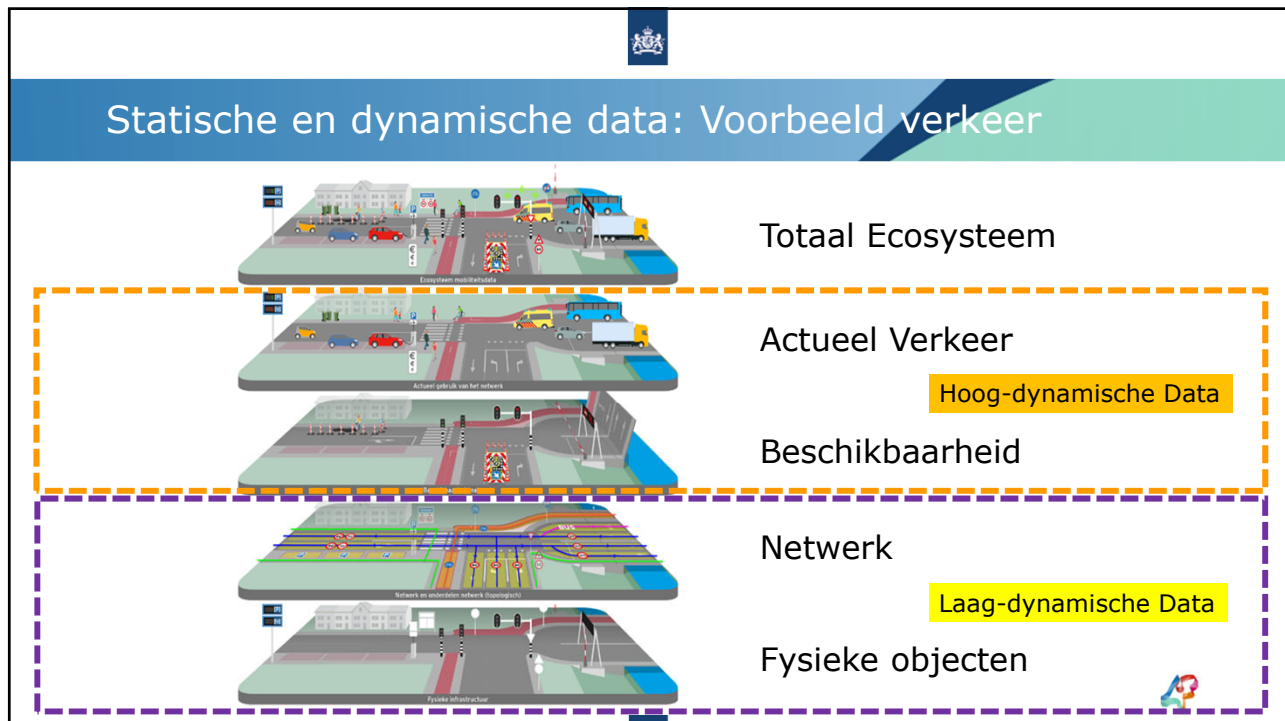 Statische en dynamische data: Voorbeeld verkeer
Totaal Ecosysteem
Ecosysteem mobiliteitsdata
Actueel Verkeer
Actueel gebruik van het netwerk
Hoog-dynamische Data
Beschikbaarheid
BUS
Netwerk
Netwerk en onderdelen netwerk (topologisch)
Laag-dynamische Data
Fysieke objecten
Fysieke infrastructuur